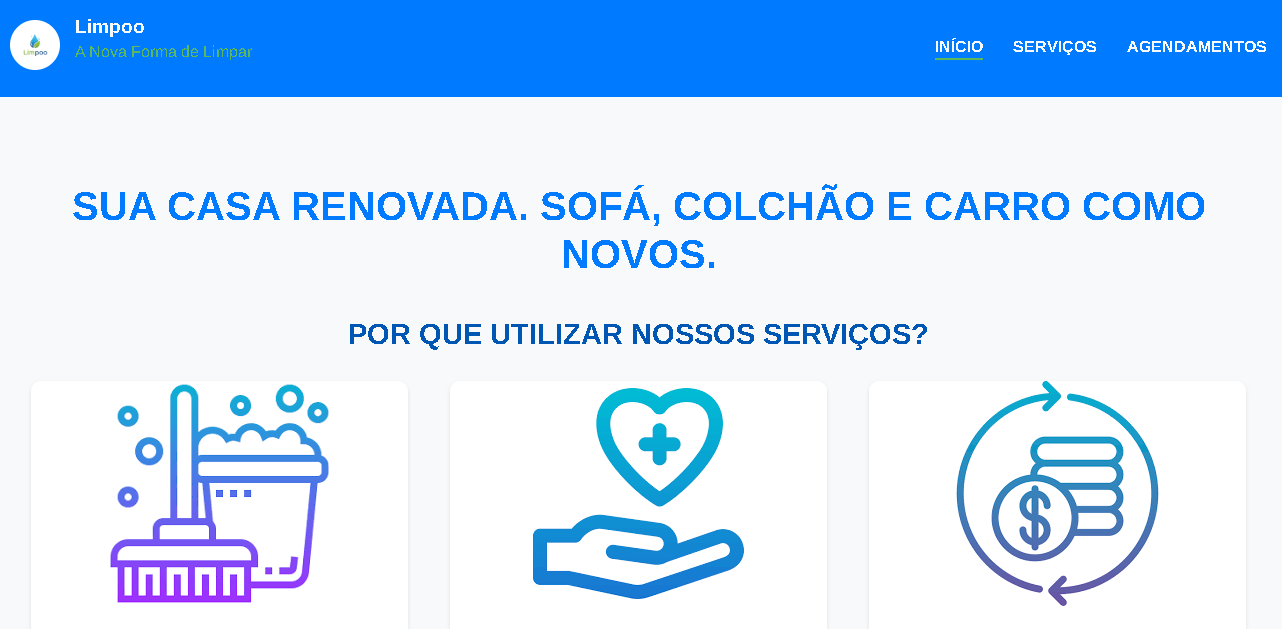 Limpoo
Limpoo
A Nova Forma de Limpar
INÍCIO
SERVIÇOS
AGENDAMENTOS
SUA CASA RENOVADA. SOFÁ, COLCHÃO E CARRO COMO
NOVOS.
POR QUE UTILIZAR NOSSOS SERVIÇOS?